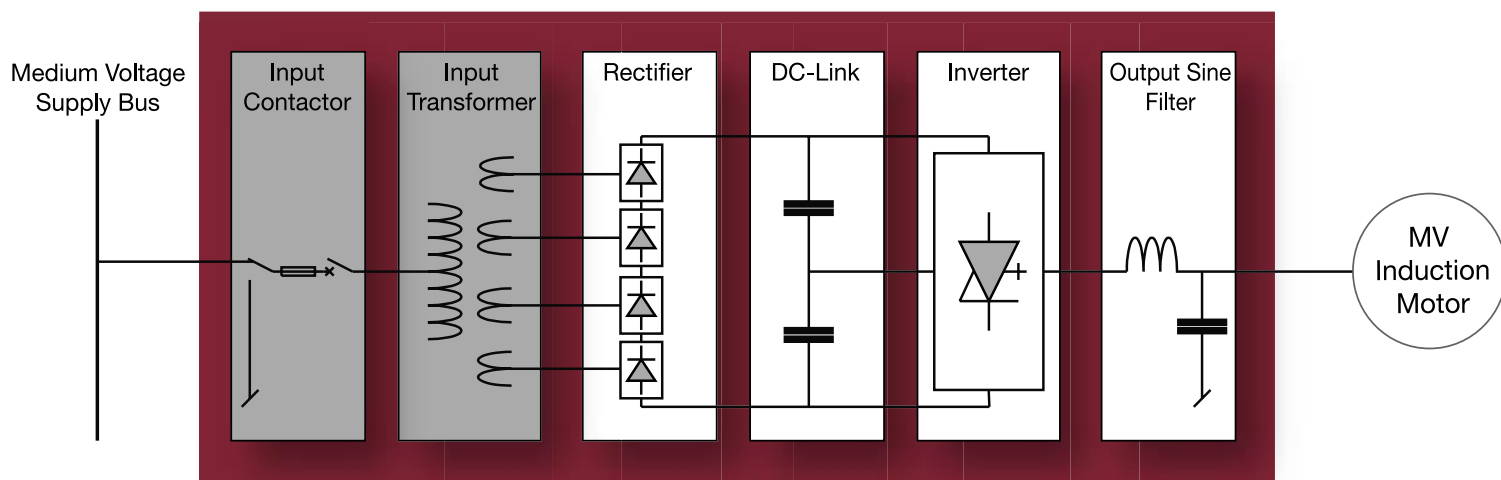 Medium Voltage
Supply Bus
Input
Contactor
Input
Transformer
Rectifier
DC-Link
Inverter
Output Sine
Filter
MV
Induction
Motor